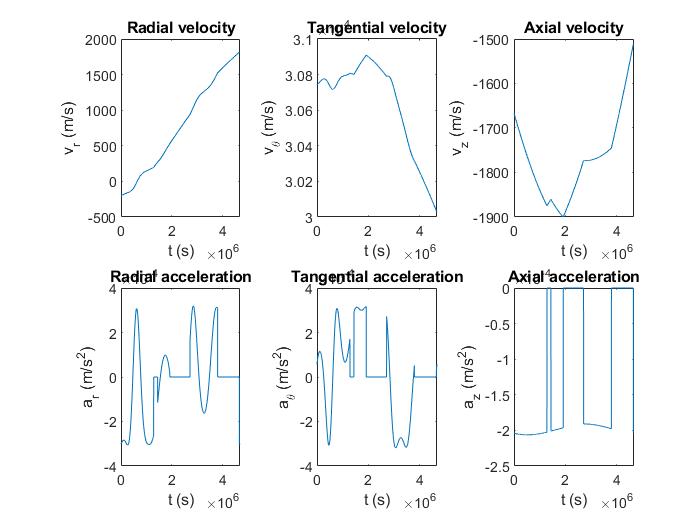 Radial velocity
2000
1500
1000
500
0
-500
v_r (m/s)
0 2 4
t (s) ×10^6
Tangential velocity
3.1
3.08
3.06
3.04
3.02
3
v_θ (m/s)
0 2 4
t (s) ×10^6
Axial velocity
-1500
-1600
-1700
-1800
-1900
v_z (m/s)
0 2 4
t (s) ×10^6
Radial acceleration
4
2
0
-2
-4
a_r (m/s^2)
0 2 4
t (s) ×10^6
Tangential acceleration
4
2
0
-2
-4
a_θ (m/s^2)
0 2 4
t (s) ×10^6
Axial acceleration
0
-0.5
-1
-1.5
-2
-2.5
a_z (m/s^2)
0 2 4
t (s) ×10^6